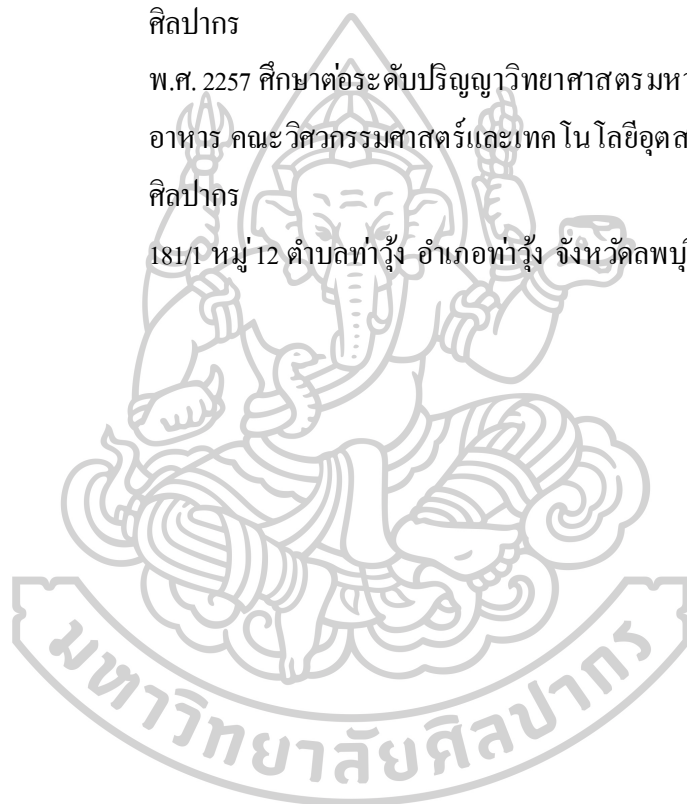 ศิลปากร
พ.ศ. 2257 ศึกษาต่อระดับปริญญาวิทยาศาสตรมหา
อาหาร คณะวิศวกรรมศาสตร์และเทคโนโลยีอุตส
ศิลปากร
181/1 หมู่ 12 ตำบลท่าวุ้ง อำเภอท่าวุ้ง จังหวัดลพบุรี
มหาวิทยาลัยศิลปากร